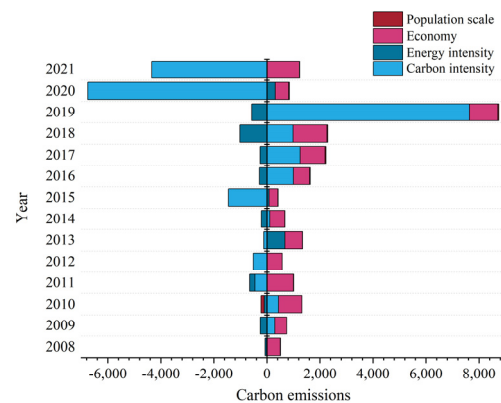 Population scale
Economy
Energy intensity
Carbon intensity
2021
2020
2019
2018
2017
2016
2015
2014
2013
2012
2011
2010
2009
2008
Year
-6,000 -4,000 -2,000 0 2,000 4,000 6,000 8,000
Carbon emissions